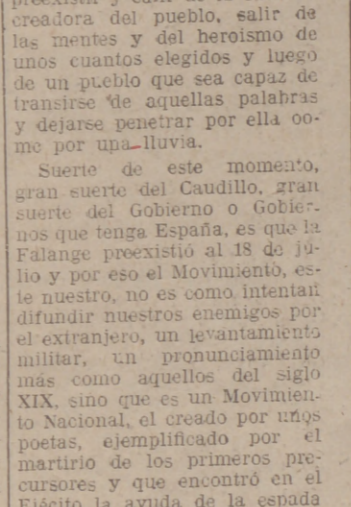 creadora del pueblo, salir de
las mentes y del heroismo de
unos cuantos elegidos y luego
de un pueblo que sea capaz de
transirse de aquellas palabras
y dejarse penetrar por ella co-
mo por una lluvia.
Suerte de este momento,
gran suerte del Caudillo, gran
suerte del Gobierno o Gobier-
nos que tenga España, es que la
Falange preexistió al 18 de ju-
lio y por eso el Movimiento, es-
te nuestro, no es como intentan
difundir nuestros enemigos por
el extranjero, un levantamiento
militar, un pronunciamiento
más como aquellos del siglo
XIX, sino que es un Movimien-
to Nacional, el creado por unos
poetas, ejemplificado por el
martirio de los primeros pre-
cursores y que encontró en el
Ejército la ayuda de la espada